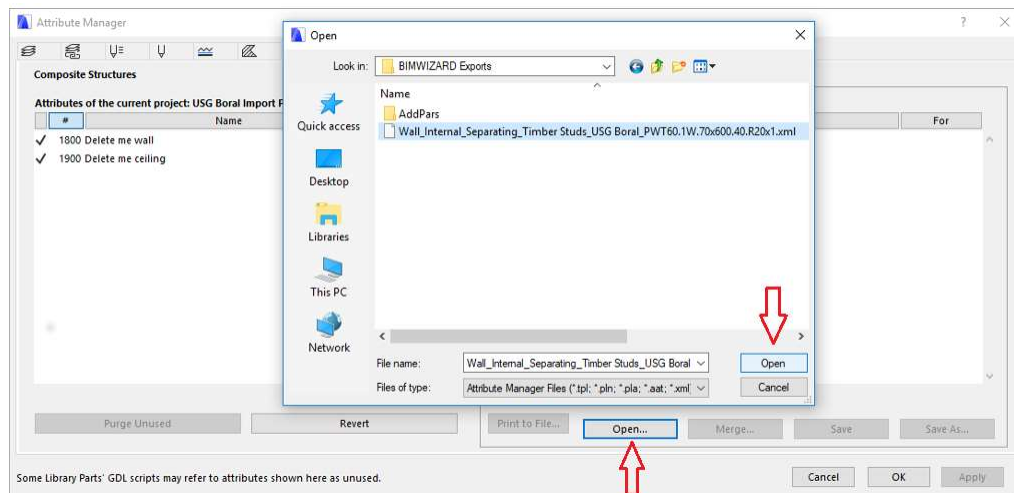 Attribute Manager
Composite Structures
Attributes of the current project: USG Boral Import P
# Name
1800 Delete me wall
1900 Delete me ceiling
Purge Unused
Revert
Some Library Parts' GDL scripts may refer to attributes shown here as unused.
Open
Look in: BIMWIZARD Exports
Quick access
Desktop
Libraries
This PC
Network
Name
AddPars
Wall_Internal_Separating_Timber Studs_USG Boral_PWT60.1W.70x600.40.R20x1.xml
File name: Wall_Internal_Separating_Timber Studs_USG Boral
Open
Files of type: Attribute Manager Files (*.tpl; *.pln; *.pla; *.aat; *.xml
Cancel
For
Print to File...
Open...
Merge...
Save
Save As...
Cancel
OK
Apply